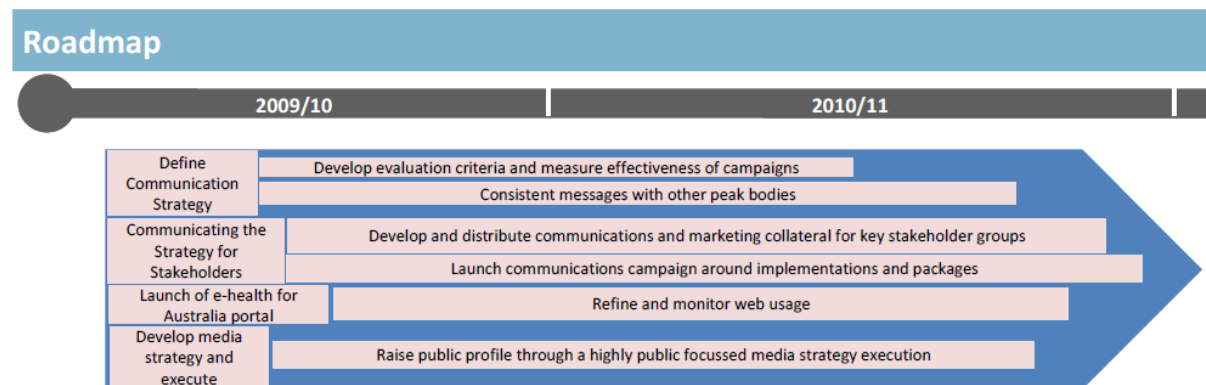 Roadmap
2009/10
2010/11
Define
Communication
Strategy
Develop evaluation criteria and measure effectiveness of campaigns
Consistent messages with other peak bodies
Communicating the
Strategy for
Stakeholders
Develop and distribute communications and marketing collateral for key stakeholder groups
Launch communications campaign around implementations and packages
Launch of e-health for
Australia portal
Refine and monitor web usage
Develop media
strategy and
execute
Raise public profile through a highly public focussed media strategy execution